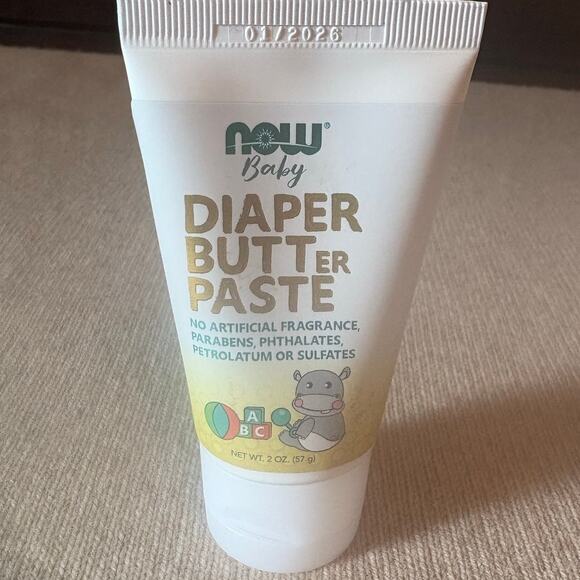 01/2026
NOW®
Baby
DIAPER
BUTTER
PASTE
NO ARTIFICIAL FRAGRANCE,
PARABENS, PHTHALATES,
PETROLATUM OR SULFATES
A
B C
NET WT. 2 OZ. (57 g)